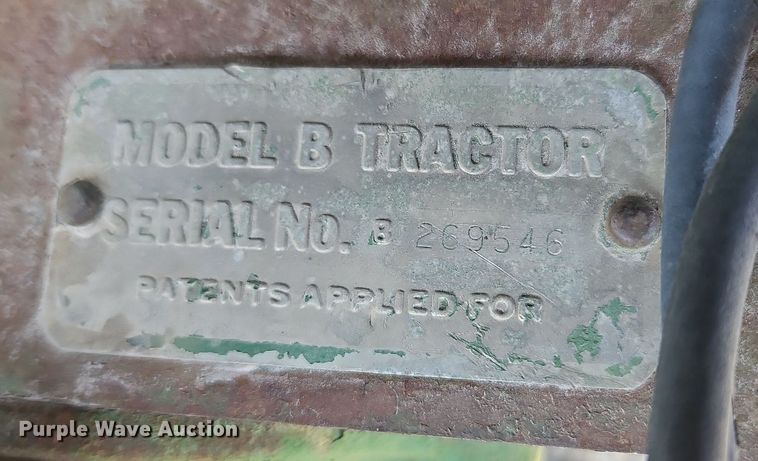 MODEL B TRACTOR
SERIAL NO. B 269546
PATENTS APPLIED FOR
Purple Wave Auction®